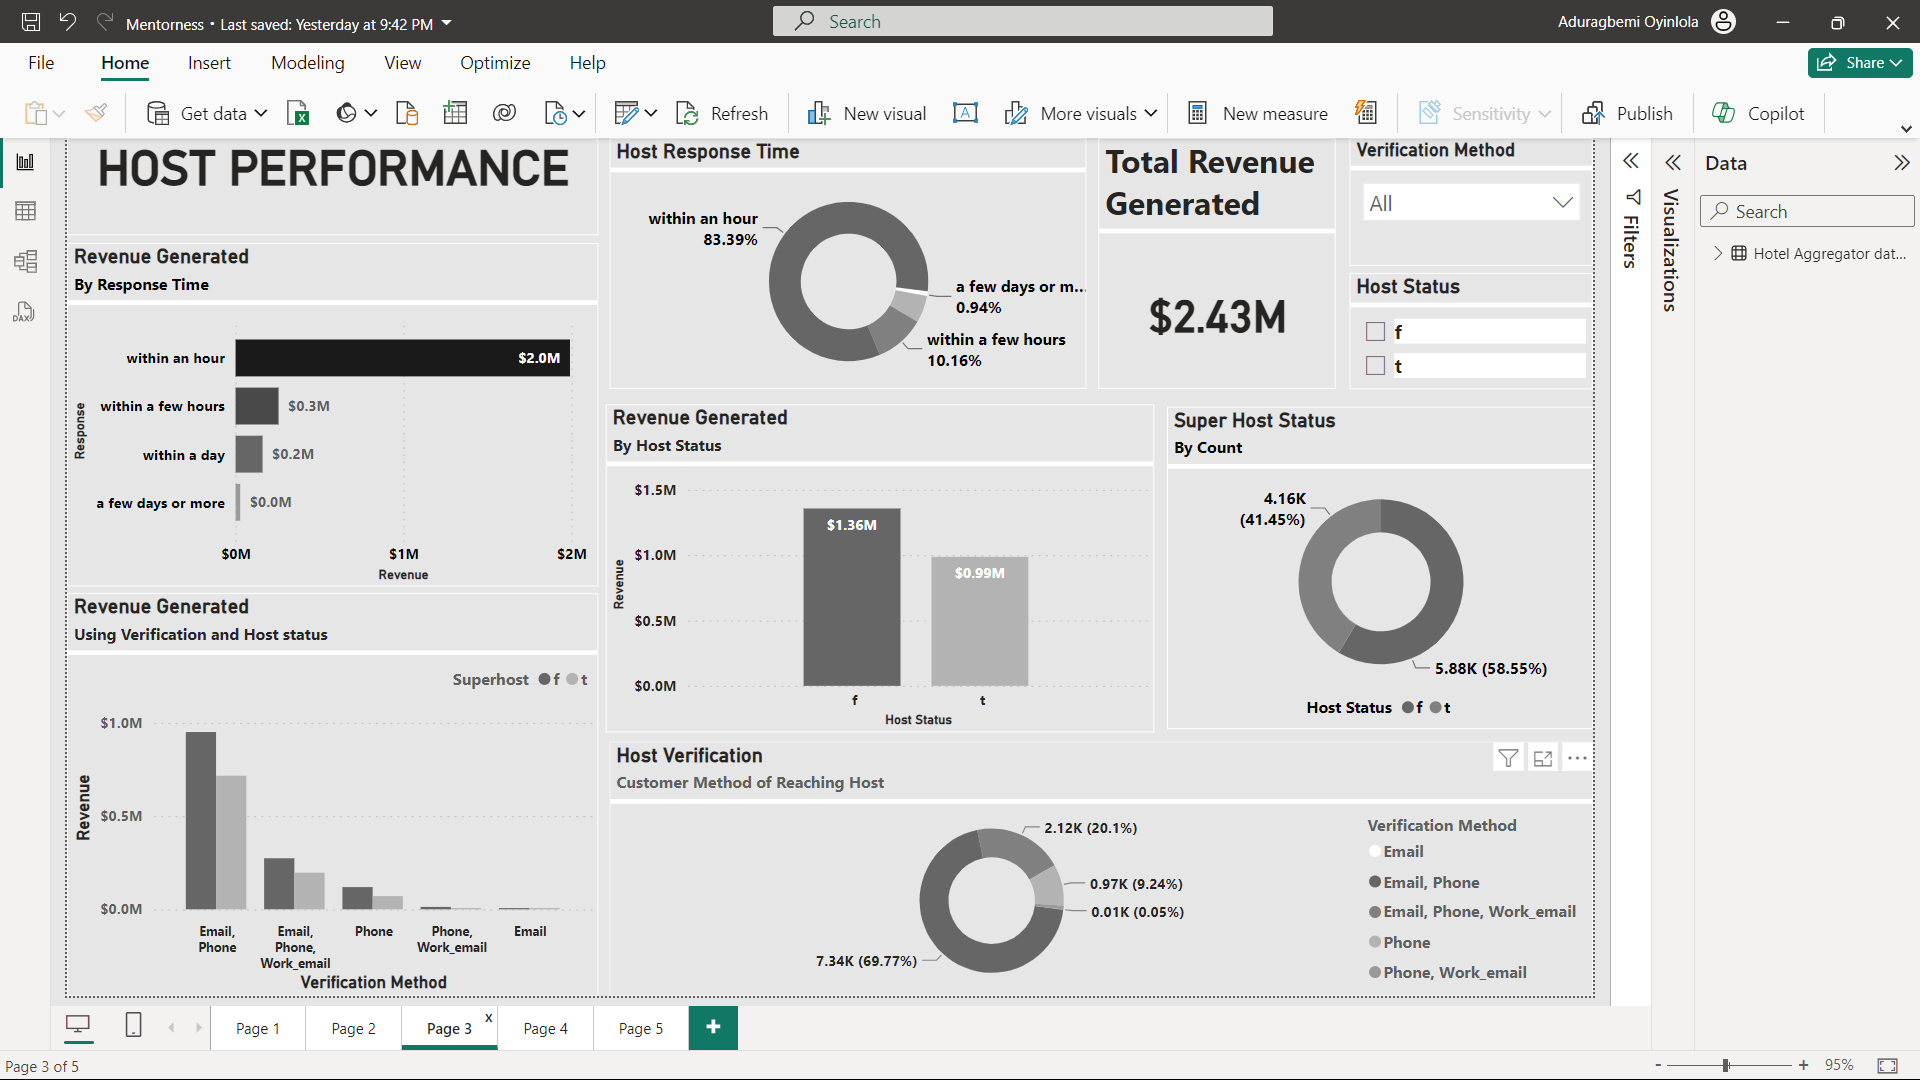 Mentorness • Last saved: Yesterday at 9:42 PM
Search
Aduragbemi Oyinlola
File
Home
Insert
Modeling
View
Optimize
Help
Share
Get data
Refresh
New visual
More visuals
New measure
Sensitivity
Publish
Copilot
HOST PERFORMANCE
Revenue Generated
By Response Time
Response
within an hour
$2.0M
within a few hours
$0.3M
within a day
$0.2M
a few days or more
$0.0M
$0M
$1M
$2M
Revenue
Revenue Generated
Using Verification and Host status
Superhost
f
t
Revenue
$1.0M
$0.5M
$0.0M
Email,
Phone
Email,
Phone,
Work_email
Phone
Phone,
Work_email
Email
Verification Method
Host Response Time
within an hour
83.39%
a few days or m...
0.94%
within a few hours
10.16%
Total Revenue
Generated
$2.43M
Verification Method
All
Host Status
f
t
Revenue Generated
By Host Status
Revenue
$1.5M
$1.0M
$0.5M
$0.0M
$1.36M
$0.99M
f
t
Host Status
Super Host Status
By Count
4.16K
(41.45%)
5.88K (58.55%)
Host Status
f
t
Host Verification
Customer Method of Reaching Host
2.12K (20.1%)
0.97K (9.24%)
0.01K (0.05%)
7.34K (69.77%)
Verification Method
Email
Email, Phone
Email, Phone, Work_email
Phone
Phone, Work_email
Filters
Visualizations
Data
Search
Hotel Aggregator dat...
DAX
Page 1
Page 2
Page 3
x
Page 4
Page 5
+
Page 3 of 5
-
+
95%